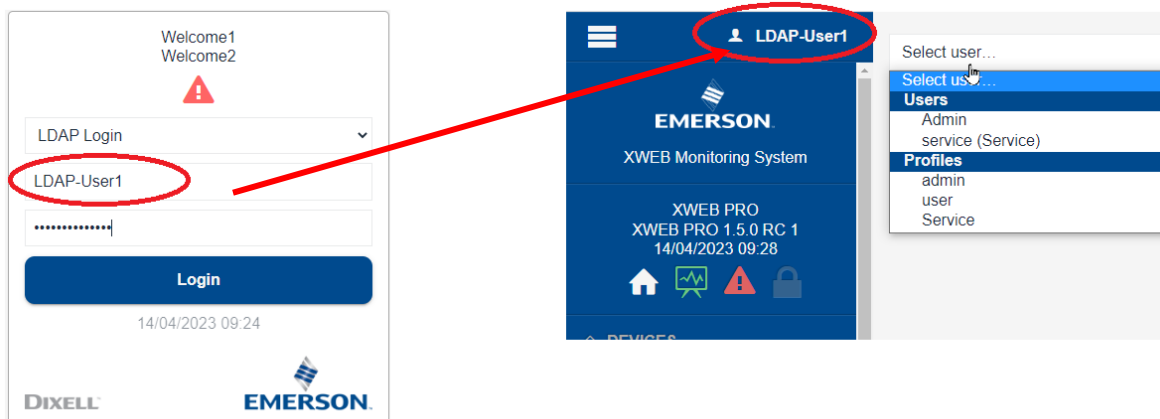 Welcome1
Welcome2
LDAP Login
LDAP-User1
••••••••••••••
Login
14/04/2023 09:24
DIXELL
EMERSON.
LDAP-User1
EMERSON.
XWEB Monitoring System
XWEB PRO
XWEB PRO 1.5.0 RC 1
14/04/2023 09:28
DEVICES
Select user...
Select user...
Users
Admin
service (Service)
Profiles
admin
user
Service